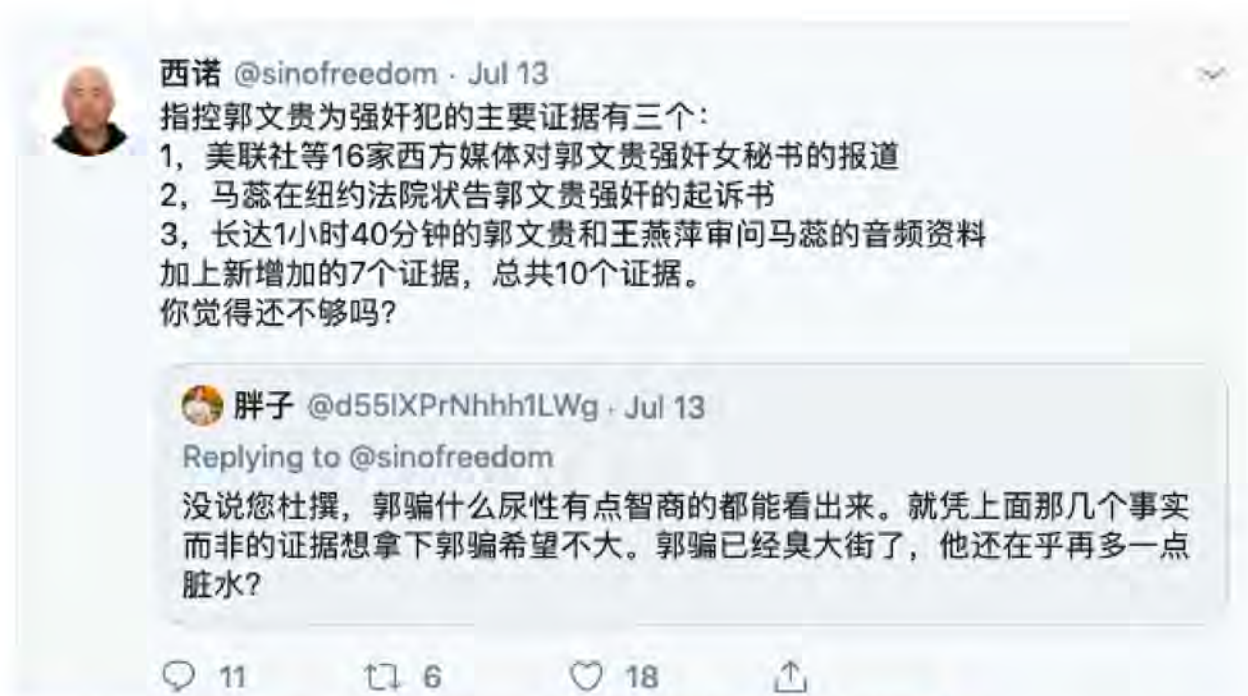 西诺 @sinofreedom · Jul 13
指控郭文贵为强奸犯的主要证据有三个：
1，美联社等16家西方媒体对郭文贵强奸女秘书的报道
2，马蕊在纽约法院状告郭文贵强奸的起诉书
3，长达1小时40分钟的郭文贵和王燕萍审问马蕊的音频资料
加上新增加的7个证据，总共10个证据。
你觉得还不够吗？
胖子 @d55lXPrNhhh1LWg · Jul 13
Replying to @sinofreedom
没说您杜撰，郭骗什么尿性有点智商的都能看出来。就凭上面那几个事实
而非的证据想拿下郭骗希望不大。郭骗已经臭大街了，他还在乎再多一点
脏水？
11 6 18